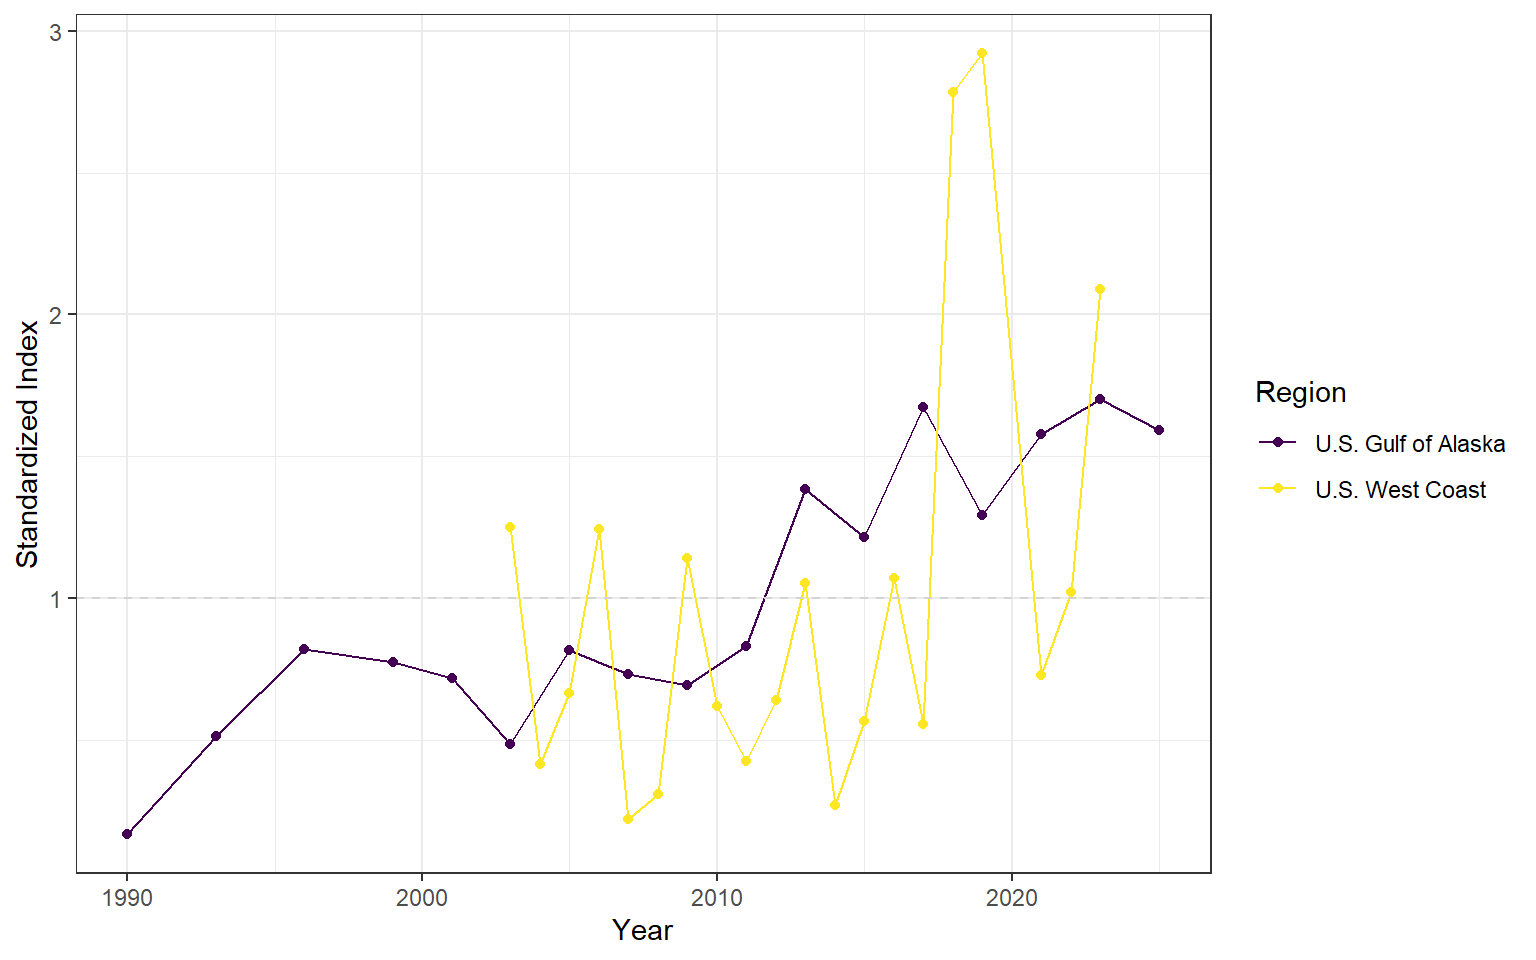 3
2
1
Standardized Index
1990
2000
2010
2020
Year
Region
U.S. Gulf of Alaska
U.S. West Coast